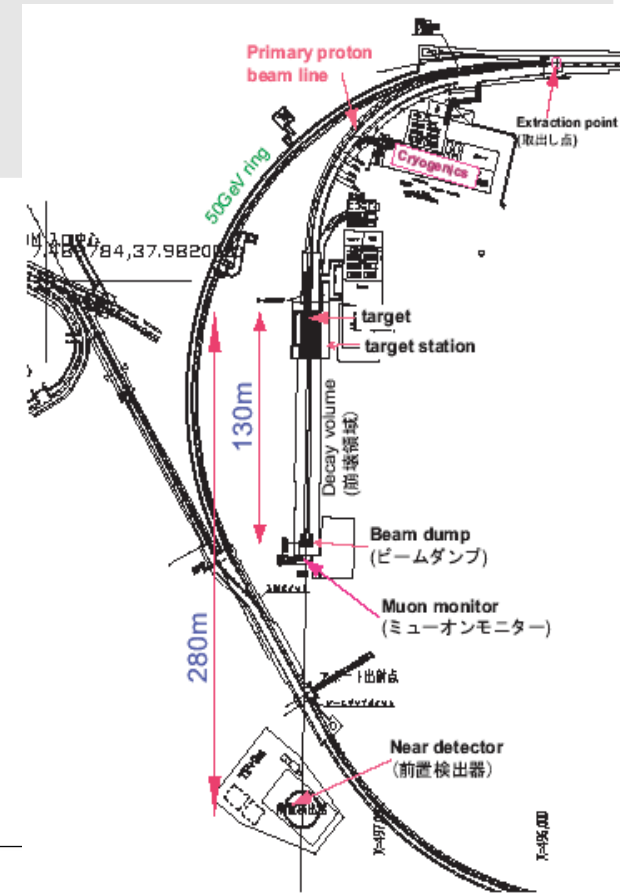 Primary proton
beam line
Extraction point
(取出し点)
Cryogenics
50GeV ring
target
target station
130m
Decay volume
(崩壊領域)
Beam dump
(ビームダンプ)
Muon monitor
(ミューオンモニター)
280m
Near detector
(前置検出器)